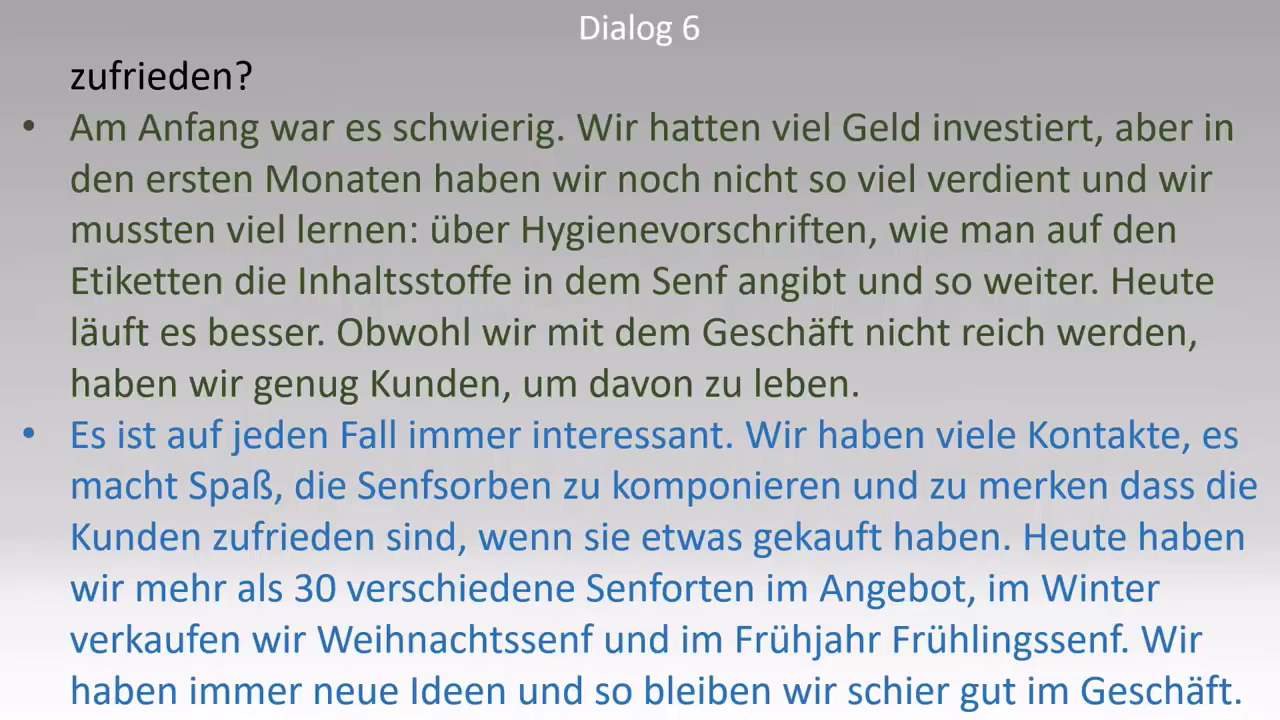 Dialog 6
zufrieden?
• Am Anfang war es schwierig. Wir hatten viel Geld investiert, aber in
den ersten Monaten haben wir noch nicht so viel verdient und wir
mussten viel lernen: über Hygienevorschriften, wie man auf den
Etiketten die Inhaltsstoffe in dem Senf angibt und so weiter. Heute
läuft es besser. Obwohl wir mit dem Geschäft nicht reich werden,
haben wir genug Kunden, um davon zu leben.
• Es ist auf jeden Fall immer interessant. Wir haben viele Kontakte, es
macht Spaß, die Senfsorben zu komponieren und zu merken dass die
Kunden zufrieden sind, wenn sie etwas gekauft haben. Heute haben
wir mehr als 30 verschiedene Senforten im Angebot, im Winter
verkaufen wir Weihnachtssenf und im Frühjahr Frühlingssenf. Wir
haben immer neue Ideen und so bleiben wir schier gut im Geschäft.